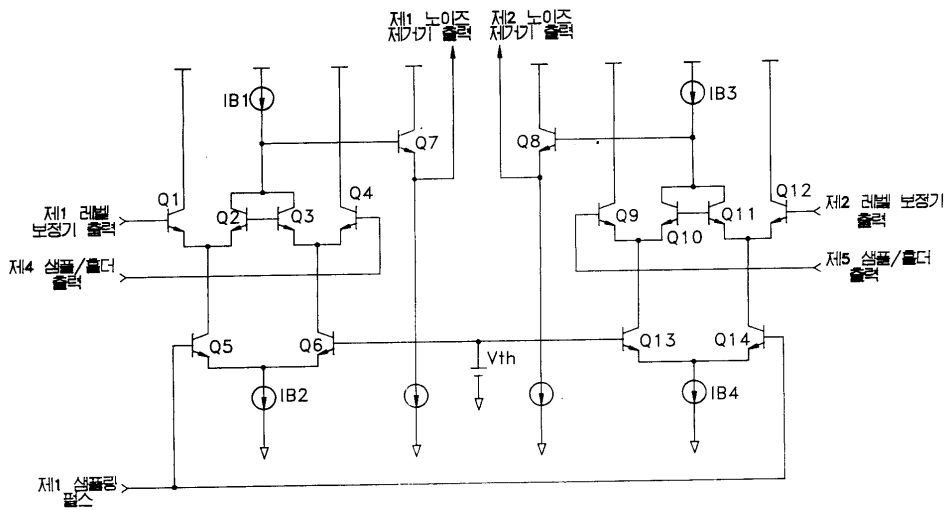 제1 노이즈
제거기 출력
제2 노이즈
제거기 출력
IB1
IB3
Q7
Q8
Q1
Q2
Q3
Q4
Q9
Q10
Q11
Q12
제1 레벨
보정기 출력
제2 레벨 보정기
출력
제4 샘플/홀더
출력
제5 샘플/홀더
출력
Q5
Q6
Vth
Q13
Q14
IB2
IB4
제1 샘플링
펄스